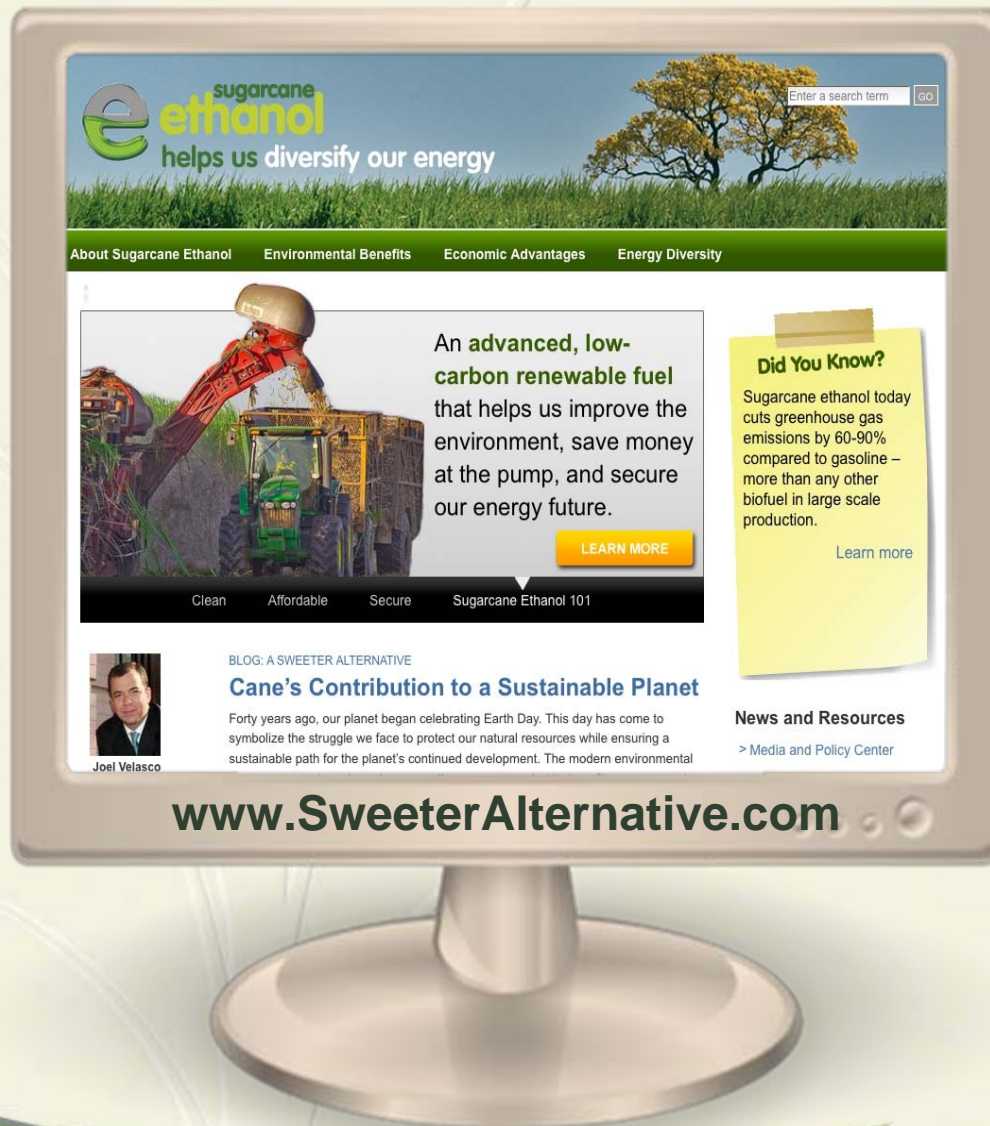 sugarcane
ethanol
helps us diversify our energy
Enter a search term
GO
About Sugarcane Ethanol
Environmental Benefits
Economic Advantages
Energy Diversity
An advanced, low-
carbon renewable fuel
that helps us improve the
environment, save money
at the pump, and secure
our energy future.
LEARN MORE
Clean
Affordable
Secure
Sugarcane Ethanol 101
Did You Know?
Sugarcane ethanol today
cuts greenhouse gas
emissions by 60-90%
compared to gasoline –
more than any other
biofuel in large scale
production.
Learn more
Joel Velasco
BLOG: A SWEETER ALTERNATIVE
Cane's Contribution to a Sustainable Planet
Forty years ago, our planet began celebrating Earth Day. This day has come to
symbolize the struggle we face to protect our natural resources while ensuring a
sustainable path for the planet's continued development. The modern environmental
News and Resources
> Media and Policy Center
www.SweeterAlternative.com